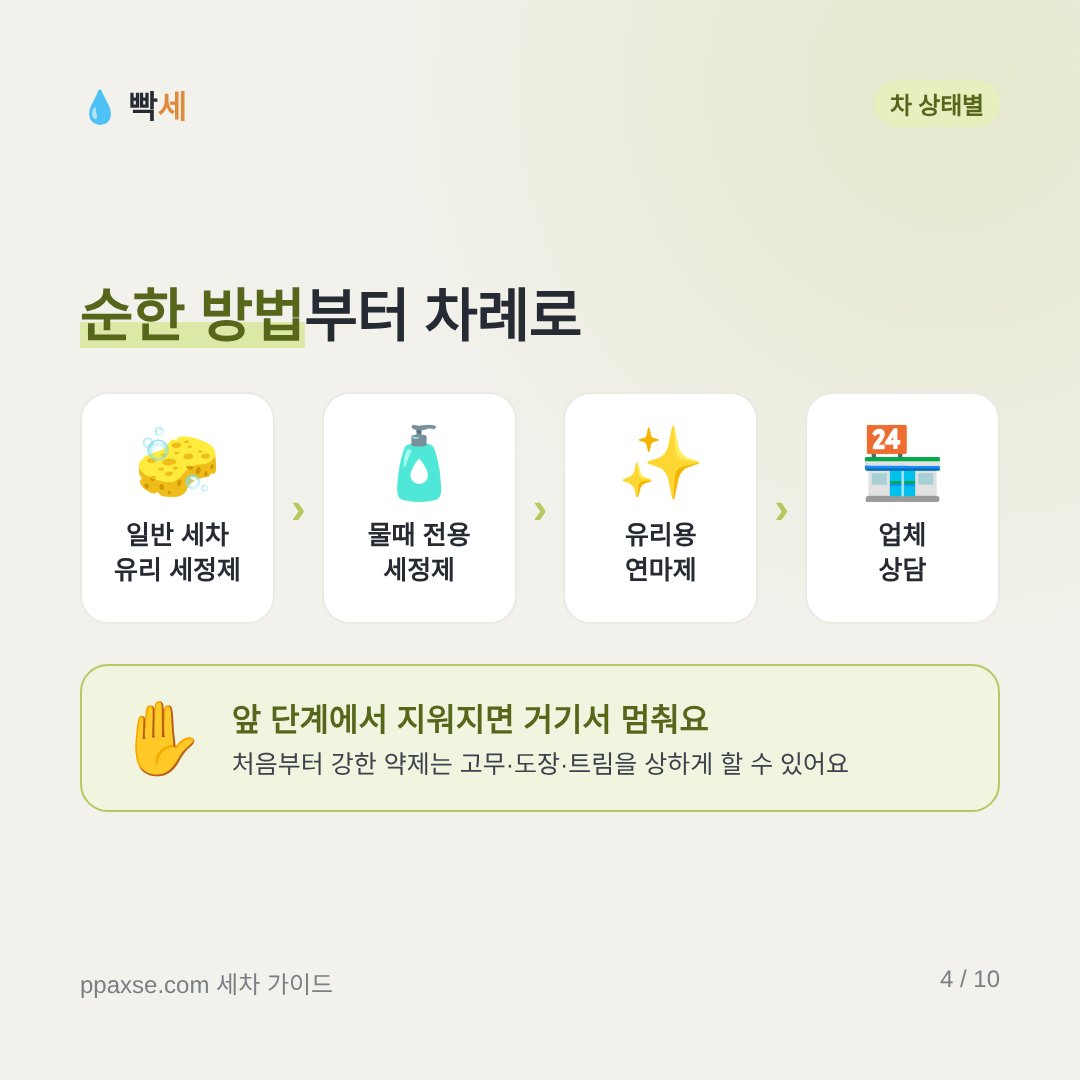 빡세
차 상태별
순한 방법부터 차례로
24
일반 세차
유리 세정제
›
물때 전용
세정제
›
유리용
연마제
›
업체
상담
앞 단계에서 지워지면 거기서 멈춰요
처음부터 강한 약제는 고무·도장·트림을 상하게 할 수 있어요
ppaxse.com 세차 가이드
4 / 10